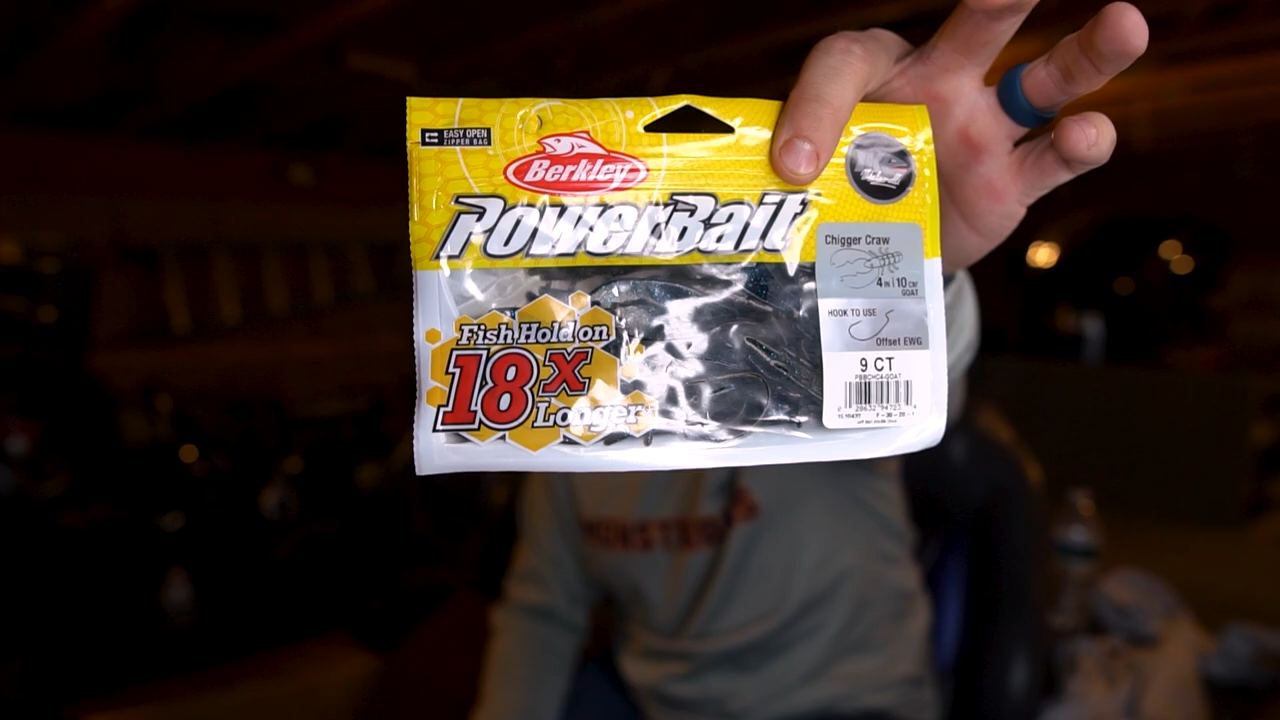 EASY OPEN
ZIPPER BAG
Berkley
PowerBait
Chigger Craw
4 IN | 10 CM
GOAT
HOOK TO USE
Offset EWG
9 CT
PBBCHC4-GOAT
Fish Hold on
18x
Longer